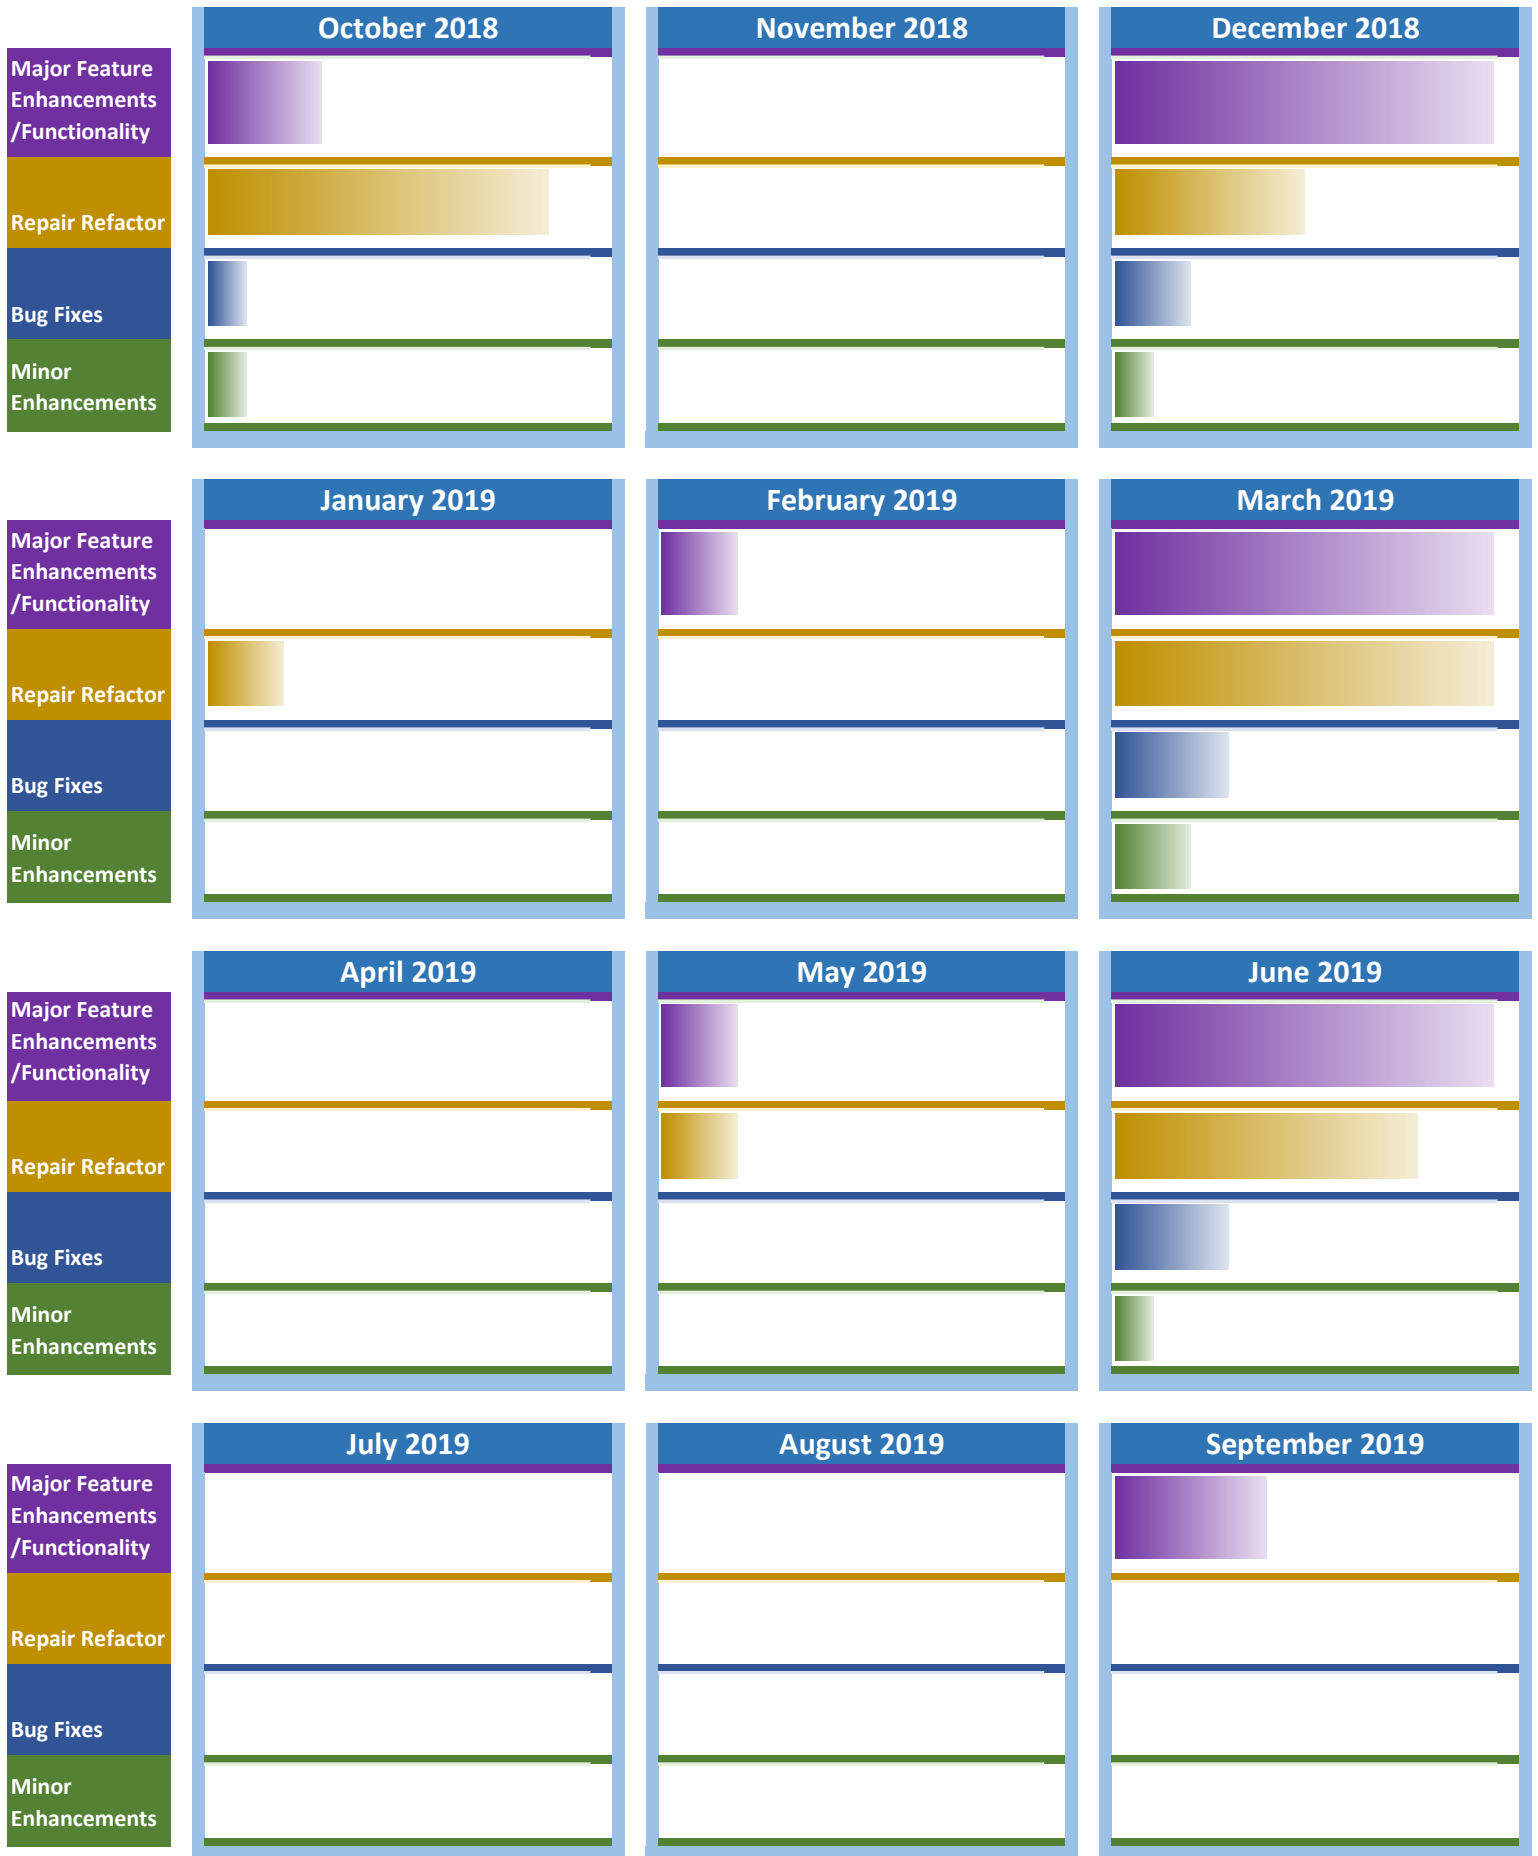 October 2018
November 2018
December 2018
Major Feature
Enhancements
/Functionality
Repair Refactor
Bug Fixes
Minor
Enhancements
January 2019
February 2019
March 2019
Major Feature
Enhancements
/Functionality
Repair Refactor
Bug Fixes
Minor
Enhancements
April 2019
May 2019
June 2019
Major Feature
Enhancements
/Functionality
Repair Refactor
Bug Fixes
Minor
Enhancements
July 2019
August 2019
September 2019
Major Feature
Enhancements
/Functionality
Repair Refactor
Bug Fixes
Minor
Enhancements